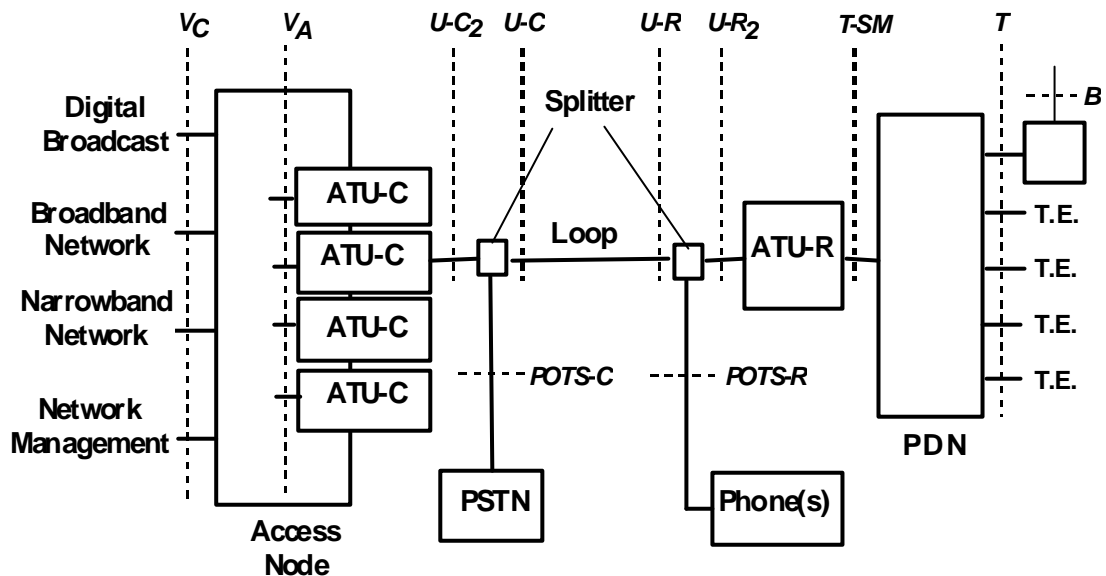 VC VA U-C2 U-C U-R U-R2 T-SM T
Splitter
B
Digital
Broadcast
ATU-C
Broadband
Network
ATU-C
Loop
ATU-R
T.E.
T.E.
Narrowband
Network
ATU-C
T.E.
POTS-C
POTS-R
ATU-C
T.E.
Network
Management
PDN
PSTN
Phone(s)
Access
Node